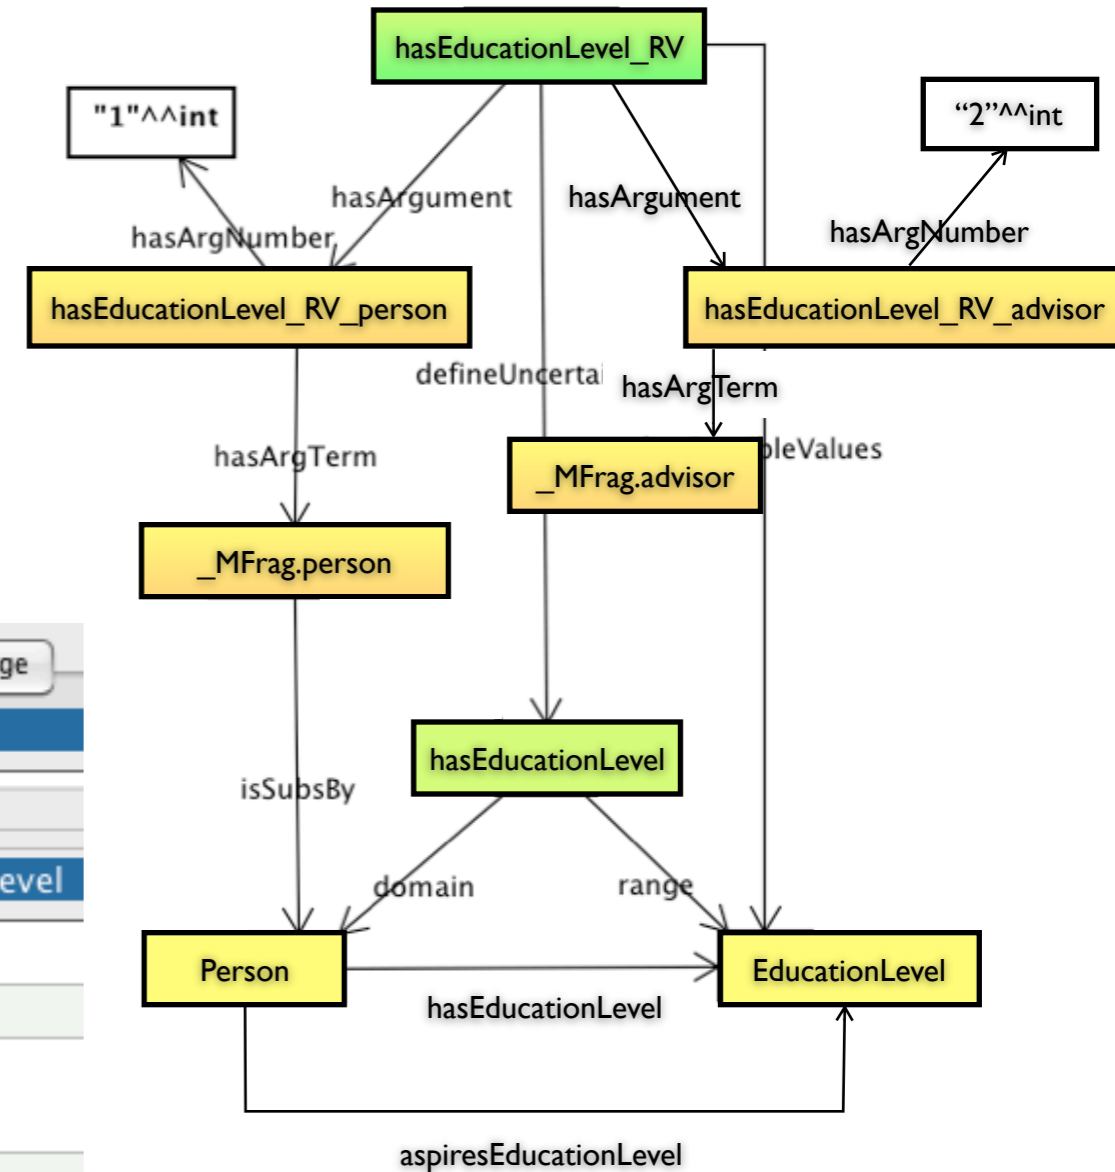 hasEducationLevel_RV
"1"^^int
“2”^^int
hasArgument
hasArgument
hasArgNumber
hasArgNumber
hasEducationLevel_RV_person
hasEducationLevel_RV_advisor
defineUncertai
hasArgTerm
hasArgTerm
bleValues
_MFrag.advisor
_MFrag.person
ge
hasEducationLevel
isSubsBy
evel
domain
range
Person
EducationLevel
hasEducationLevel
aspiresEducationLevel